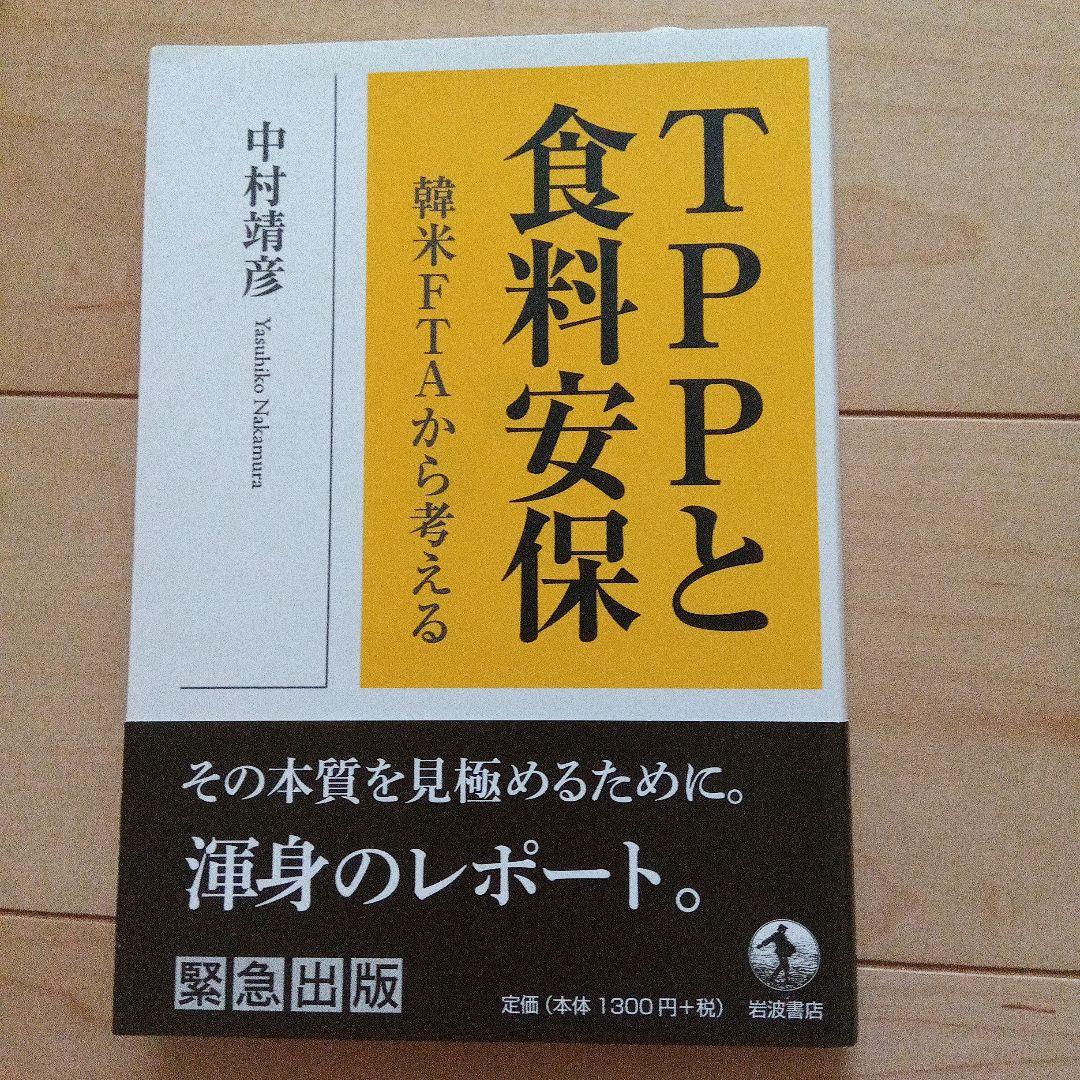 TPPと
食料安保
韓米FTAから考える
中村靖彦
Yasuhiko Nakamura
その本質を見極めるために。
渾身のレポート。
緊急出版
定価(本体 1300円+税)
岩波書店